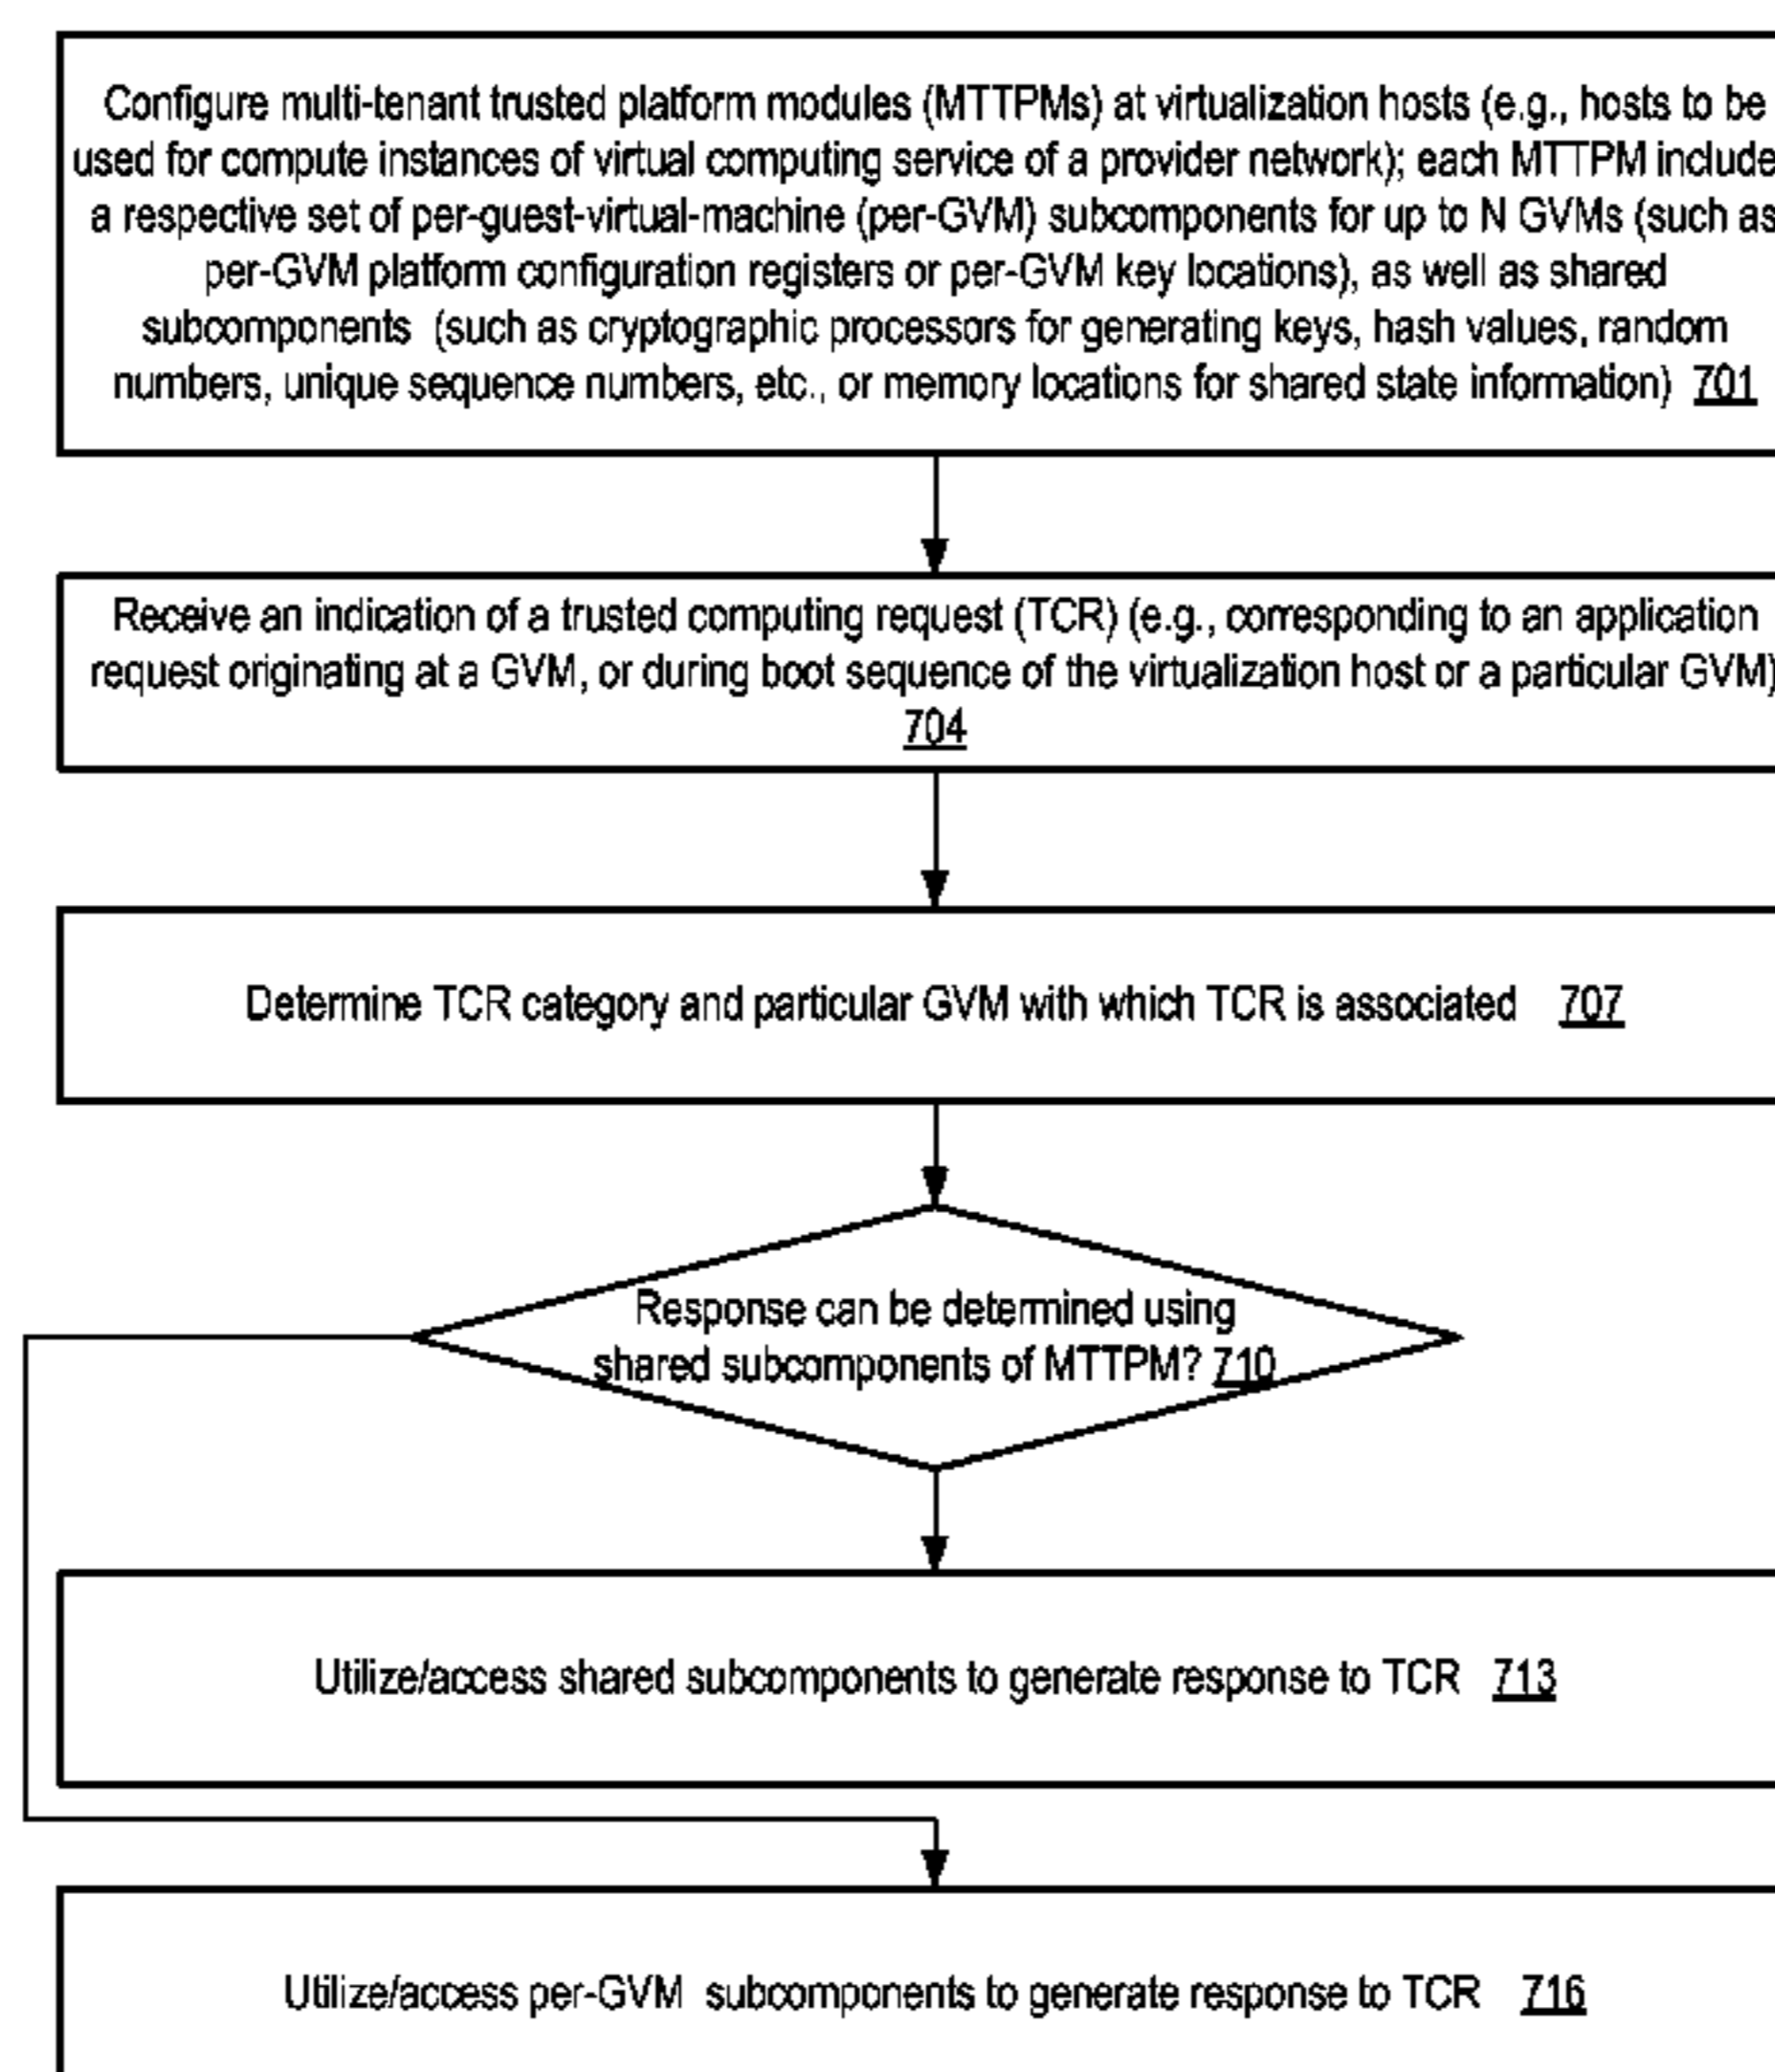 Configure multi-tenant trusted platform modules (MTTPMs) at virtualization hosts (e.g., hosts to be
used for compute instances of virtual computing service of a provider network); each MTTPM include
a respective set of per-guest-virtual-machine (per-GVM) subcomponents for up to N GVMs (such as
per-GVM platform configuration registers or per-GVM key locations), as well as shared
subcomponents (such as cryptographic processors for generating keys, hash values, random
numbers, unique sequence numbers, etc., or memory locations for shared state information) 701
Receive an indication of a trusted computing request (TCR) (e.g., corresponding to an application
request originating at a GVM, or during boot sequence of the virtualization host or a particular GVM)
704
Determine TCR category and particular GVM with which TCR is associated 707
Response can be determined using
shared subcomponents of MTTPM? 710
Utilize/access shared subcomponents to generate response to TCR 713
Utilize/access per-GVM subcomponents to generate response to TCR 716